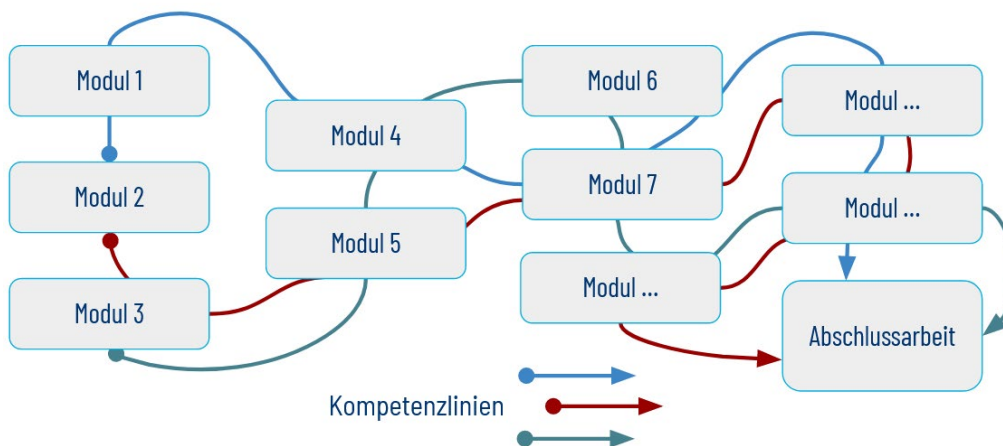 Modul 1
Modul 2
Modul 3
Modul 4
Modul 5
Modul 6
Modul 7
Modul ...
Modul ...
Modul ...
Abschlussarbeit
Kompetenzlinien